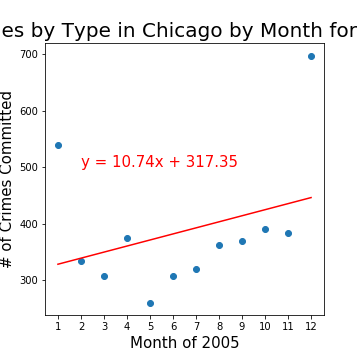 es by Type in Chicago by Month for
700
600
500
400
300
# of Crimes Committed
y = 10.74x + 317.35
1 2 3 4 5 6 7 8 9 10 11 12
Month of 2005